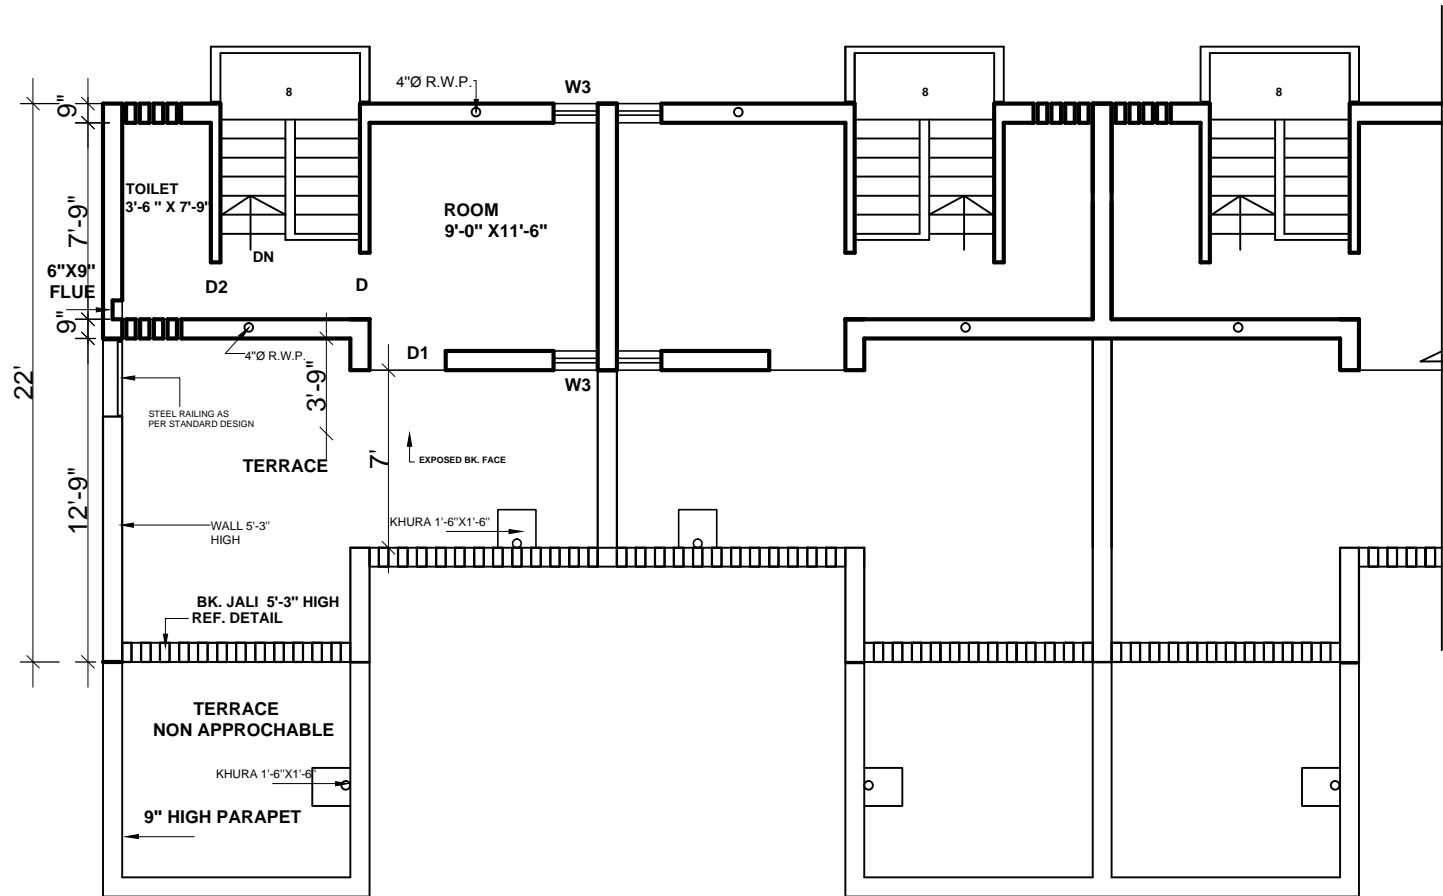 4"Ø R.W.P.
W3
8
8
8
9"
TOILET
3'-6 " X 7'-9"
ROOM
9'-0" X11'-6"
7'-9"
DN
6"X9"
FLUE
D2
D
9"
4"Ø R.W.P.
D1
W3
22'
3'-9"
STEEL RAILING AS
PER STANDARD DESIGN
TERRACE
7'
EXPOSED BK. FACE
12'-9"
WALL 5'-3"
HIGH
KHURA 1'-6"X1'-6"
BK. JALI 5'-3" HIGH
REF. DETAIL
TERRACE
NON APPROCHABLE
KHURA 1'-6"X1'-6"
9" HIGH PARAPET